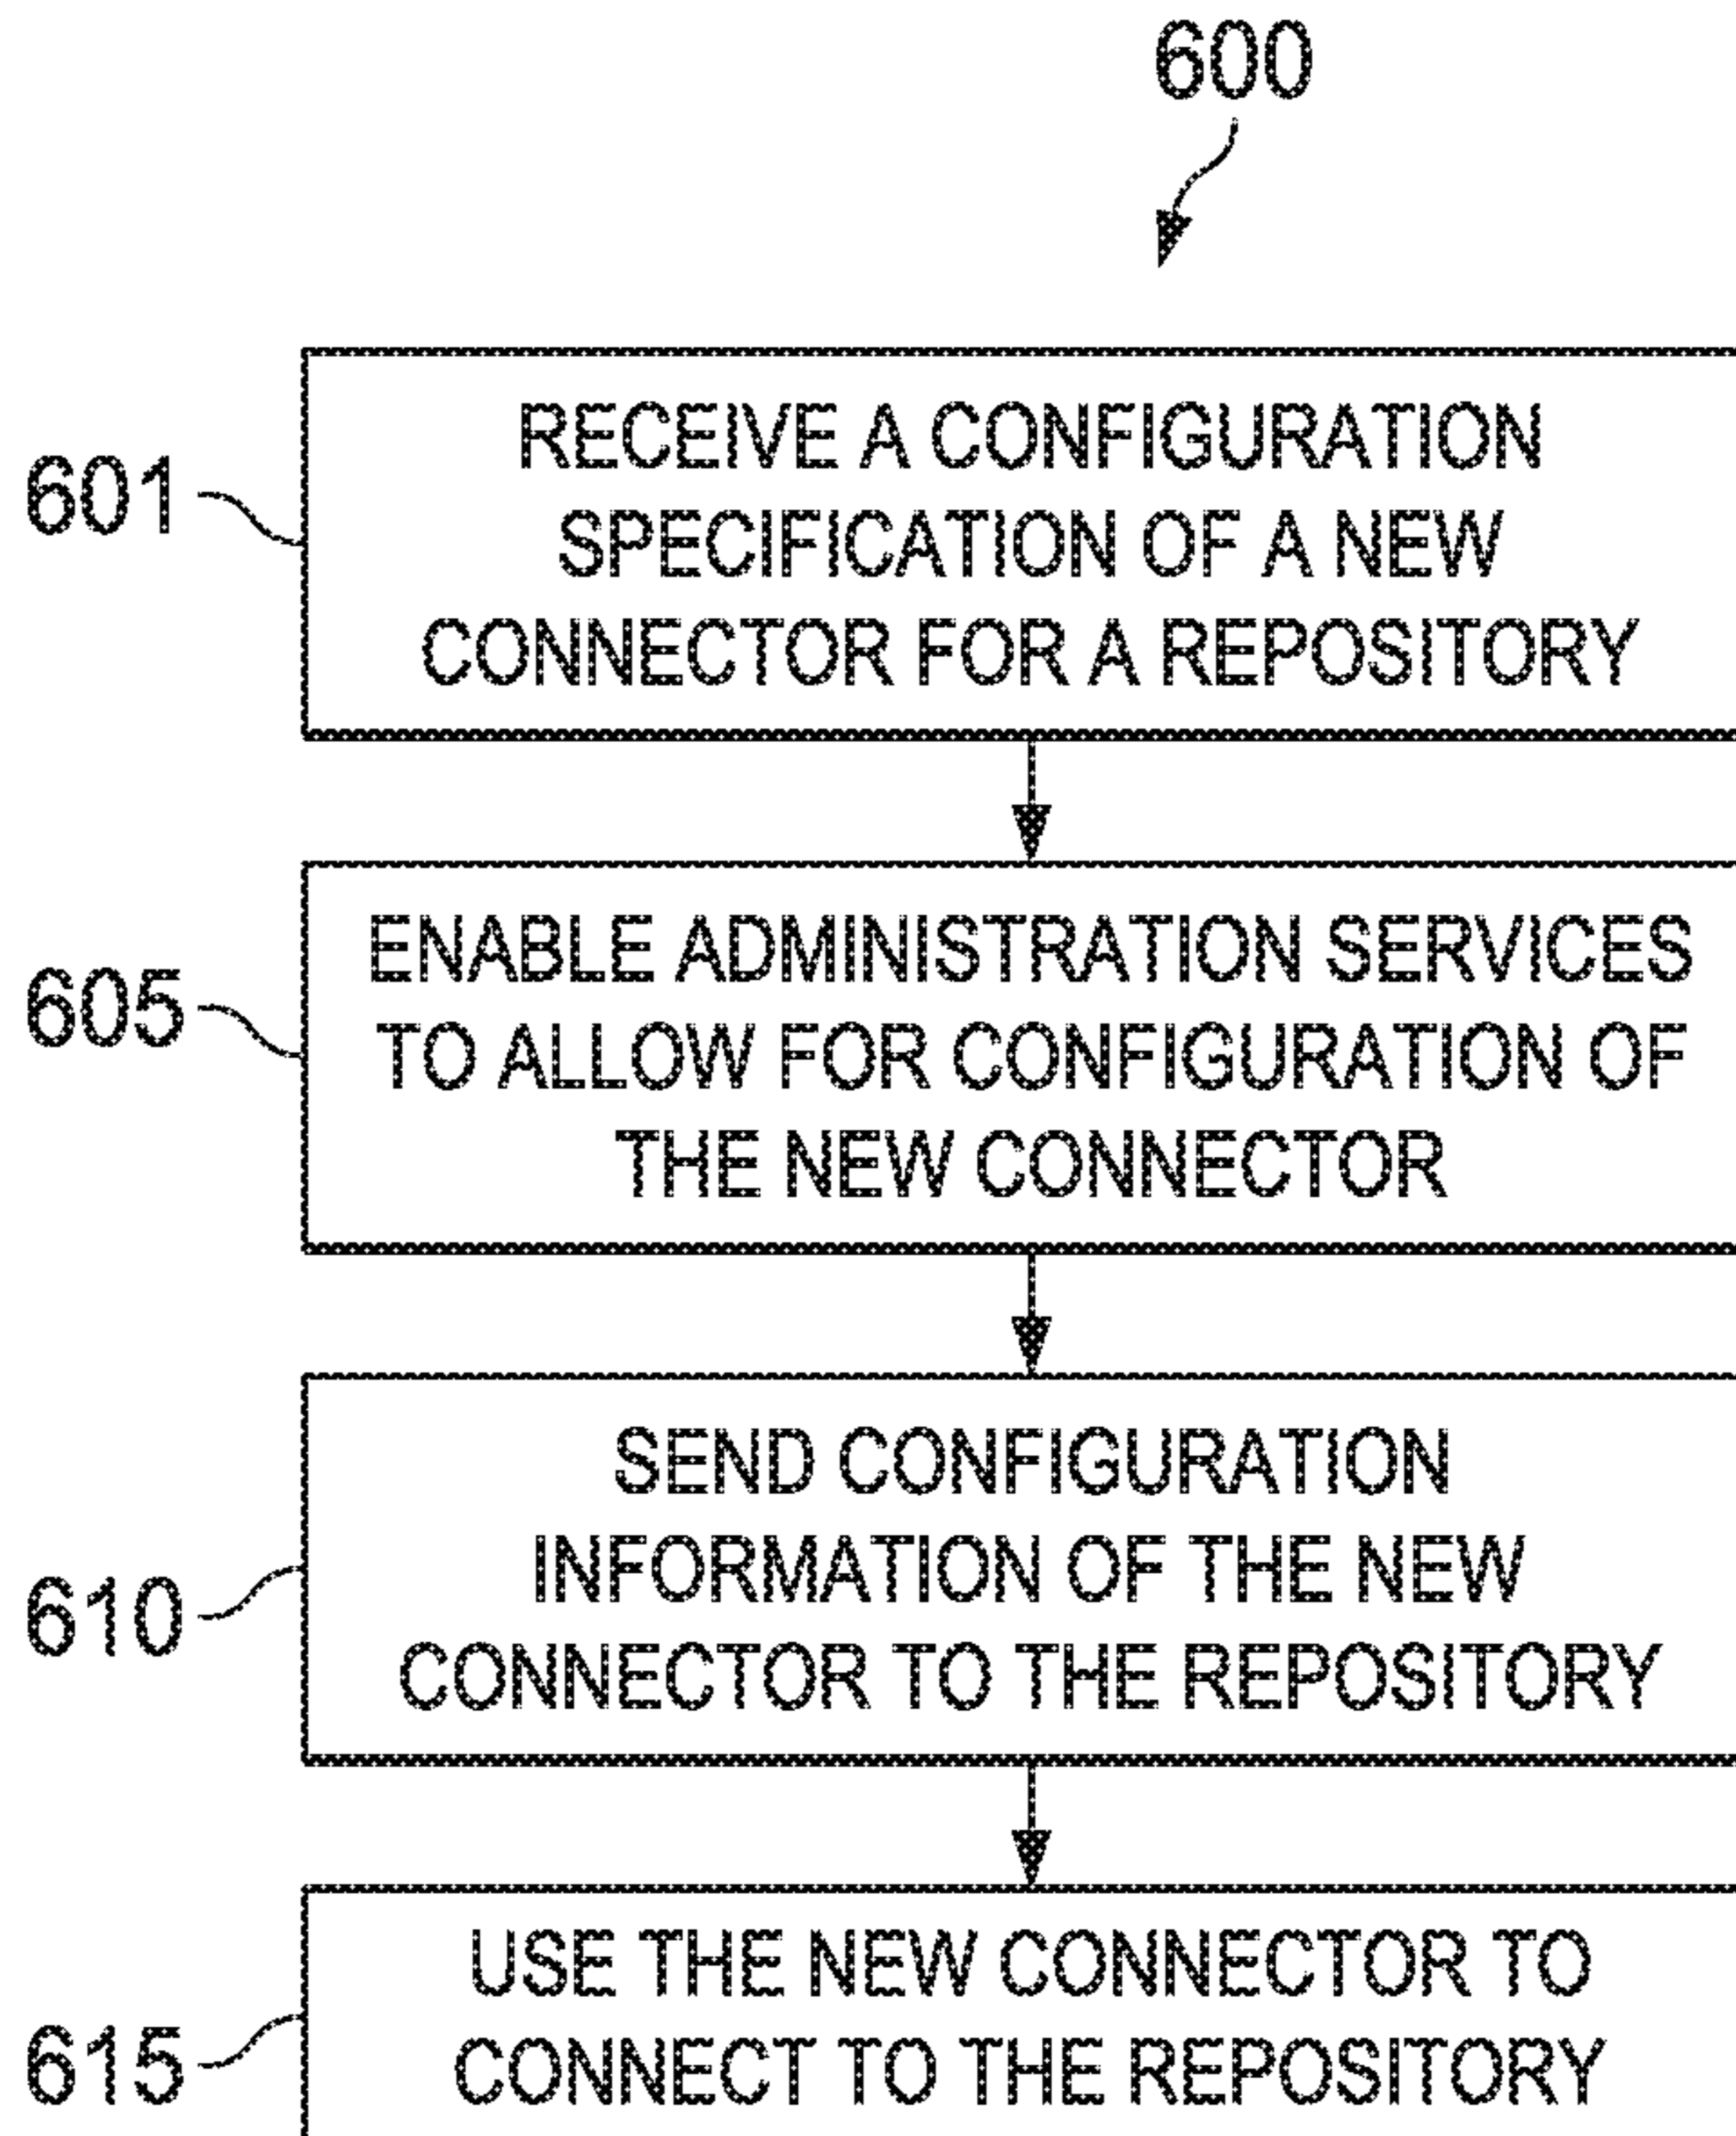 600
601
RECEIVE A CONFIGURATION
SPECIFICATION OF A NEW
CONNECTOR FOR A REPOSITORY
605
ENABLE ADMINISTRATION SERVICES
TO ALLOW FOR CONFIGURATION OF
THE NEW CONNECTOR
610
SEND CONFIGURATION
INFORMATION OF THE NEW
CONNECTOR TO THE REPOSITORY
615
USE THE NEW CONNECTOR TO
CONNECT TO THE REPOSITORY